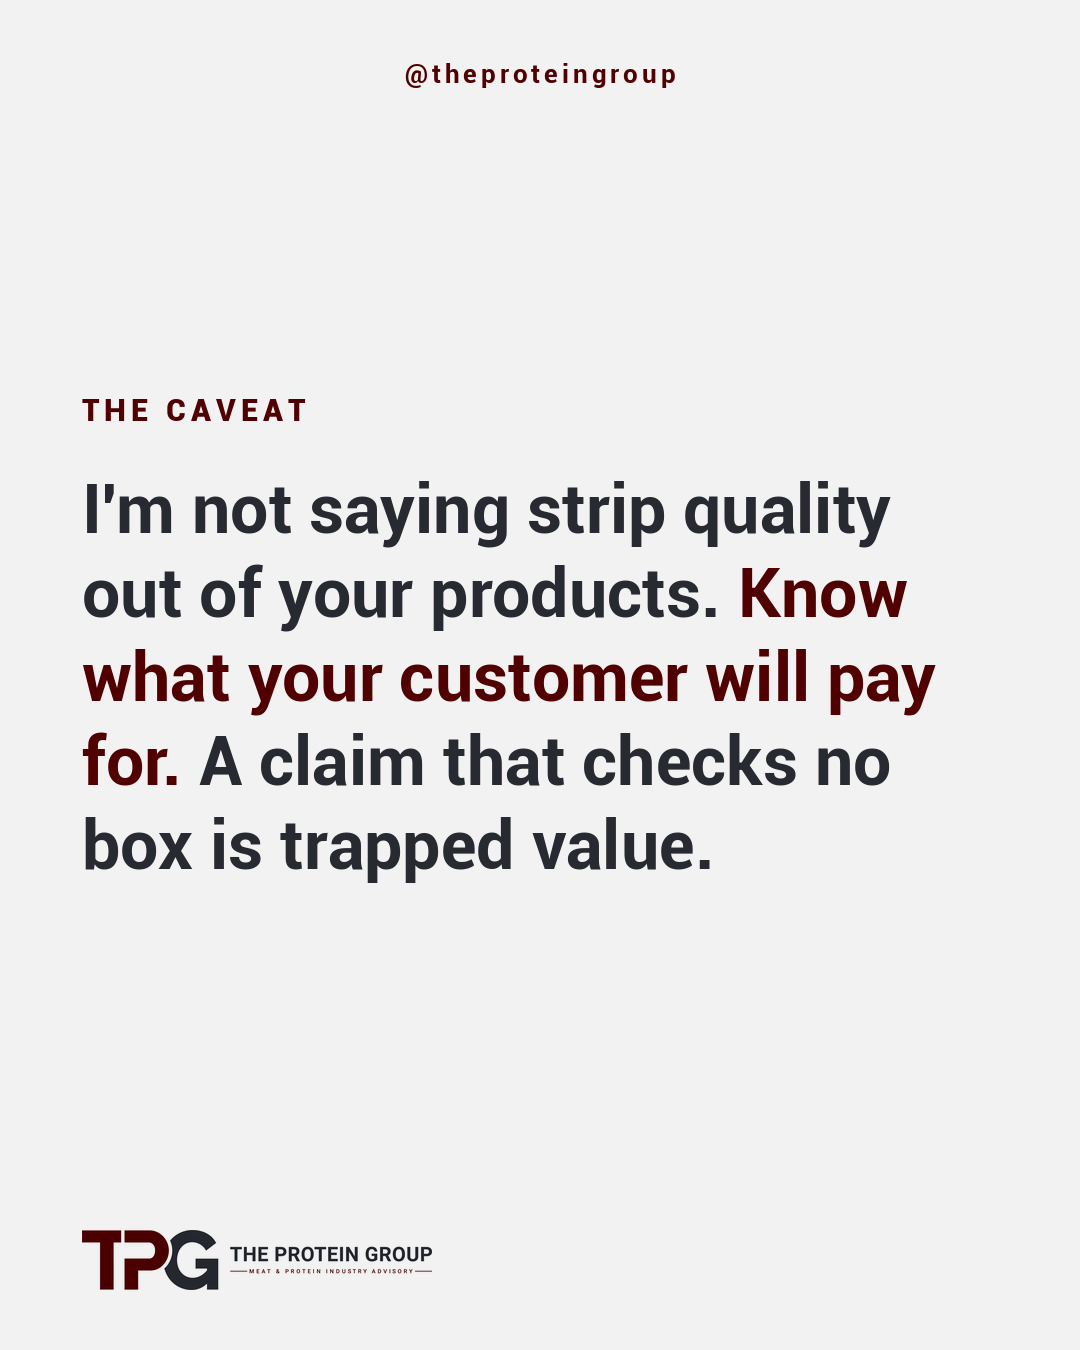 @theproteingroup
THE CAVEAT
I'm not saying strip quality
out of your products. Know
what your customer will pay
for. A claim that checks no
box is trapped value.
TPG
THE PROTEIN GROUP
MEAT & PROTEIN INDUSTRY ADVISORY